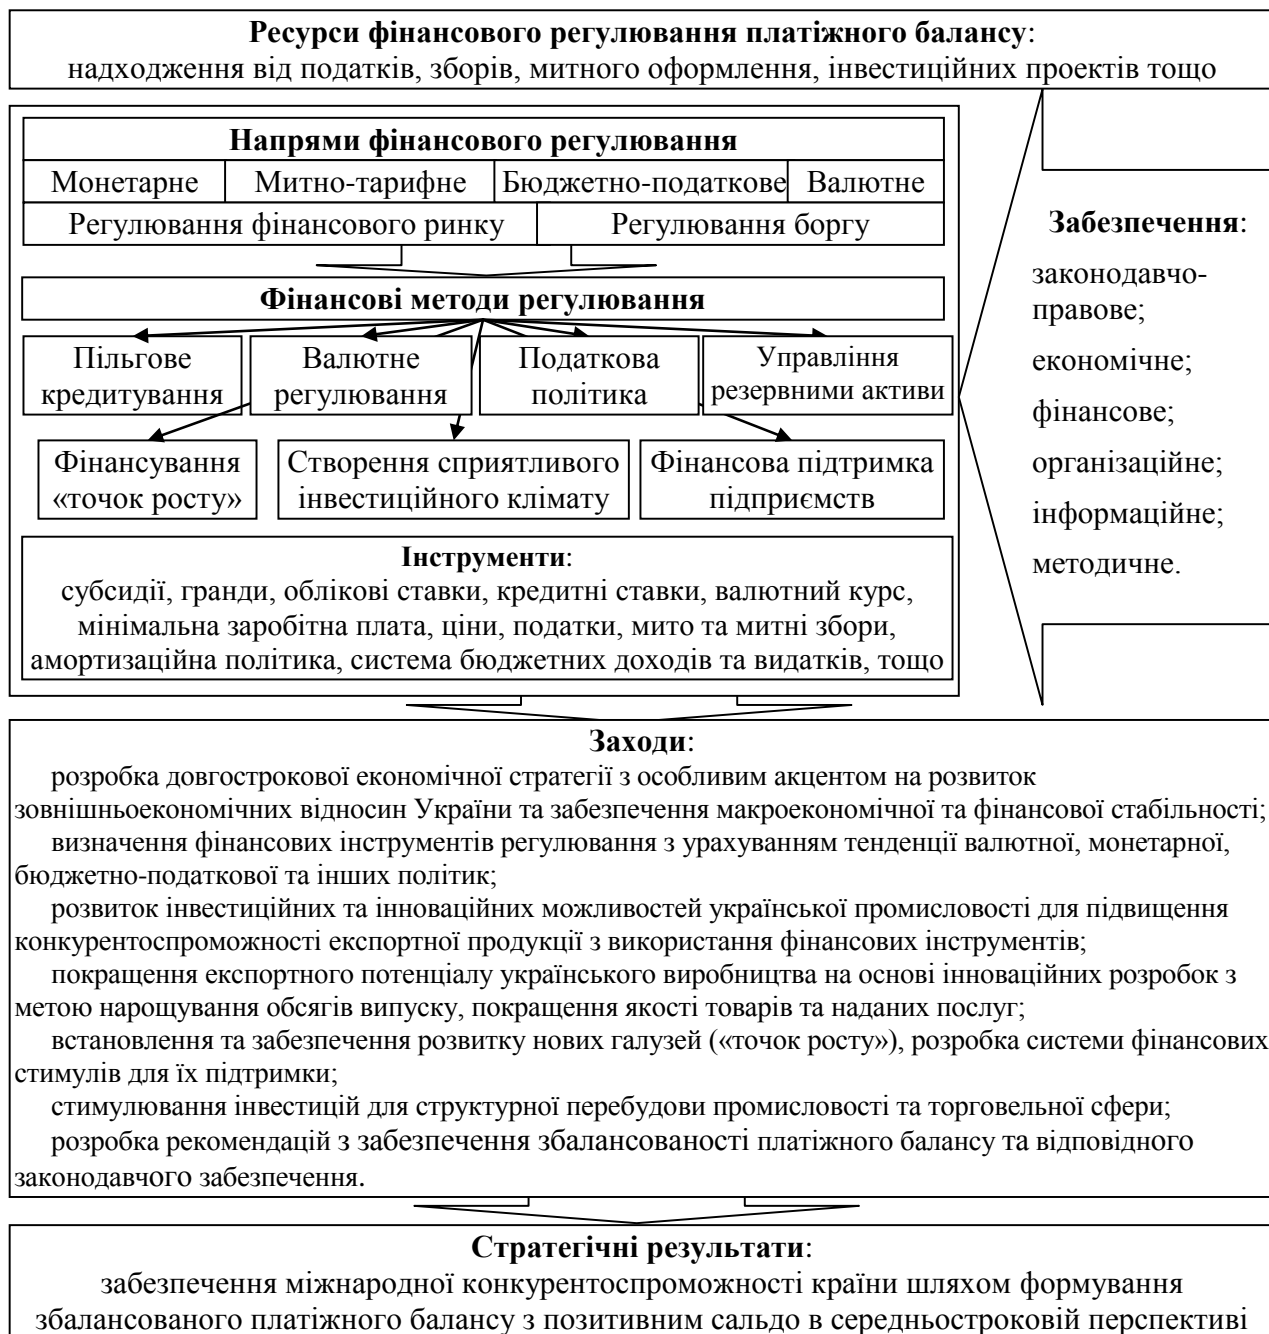 Ресурси фінансового регулювання платіжного балансу:
надходження від податків, зборів, митного оформлення, інвестиційних проектів тощо
Напрями фінансового регулювання
Монетарне Митно-тарифне Бюджетно-податкове Валютне
Регулювання фінансового ринку Регулювання боргу
Фінансові методи регулювання
Пільгове
кредитування
Валютне
регулювання
Податкова
політика
Управління
резервними активи
Фінансування
«точок росту»
Створення сприятливого
інвестиційного клімату
Фінансова підтримка
підприємств
Інструменти:
субсидії, гранди, облікові ставки, кредитні ставки, валютний курс,
мінімальна заробітна плата, ціни, податки, мито та митні збори,
амортизаційна політика, система бюджетних доходів та видатків, тощо
Забезпечення:
законодавчо-
правове;
економічне;
фінансове;
організаційне;
інформаційне;
методичне.
Заходи:
розробка довгострокової економічної стратегії з особливим акцентом на розвиток
зовнішньоекономічних відносин України та забезпечення макроекономічної та фінансової стабільності;
визначення фінансових інструментів регулювання з урахуванням тенденції валютної, монетарної,
бюджетно-податкової та інших політик;
розвиток інвестиційних та інноваційних можливостей української промисловості для підвищення
конкурентоспроможності експортної продукції з використання фінансових інструментів;
покращення експортного потенціалу українського виробництва на основі інноваційних розробок з
метою нарощування обсягів випуску, покращення якості товарів та наданих послуг;
встановлення та забезпечення розвитку нових галузей («точок росту»), розробка системи фінансових
стимулів для їх підтримки;
стимулювання інвестицій для структурної перебудови промисловості та торговельної сфери;
розробка рекомендацій з забезпечення збалансованості платіжного балансу та відповідного
законодавчого забезпечення.
Стратегічні результати:
забезпечення міжнародної конкурентоспроможності країни шляхом формування
збалансованого платіжного балансу з позитивним сальдо в середньостроковій перспективі